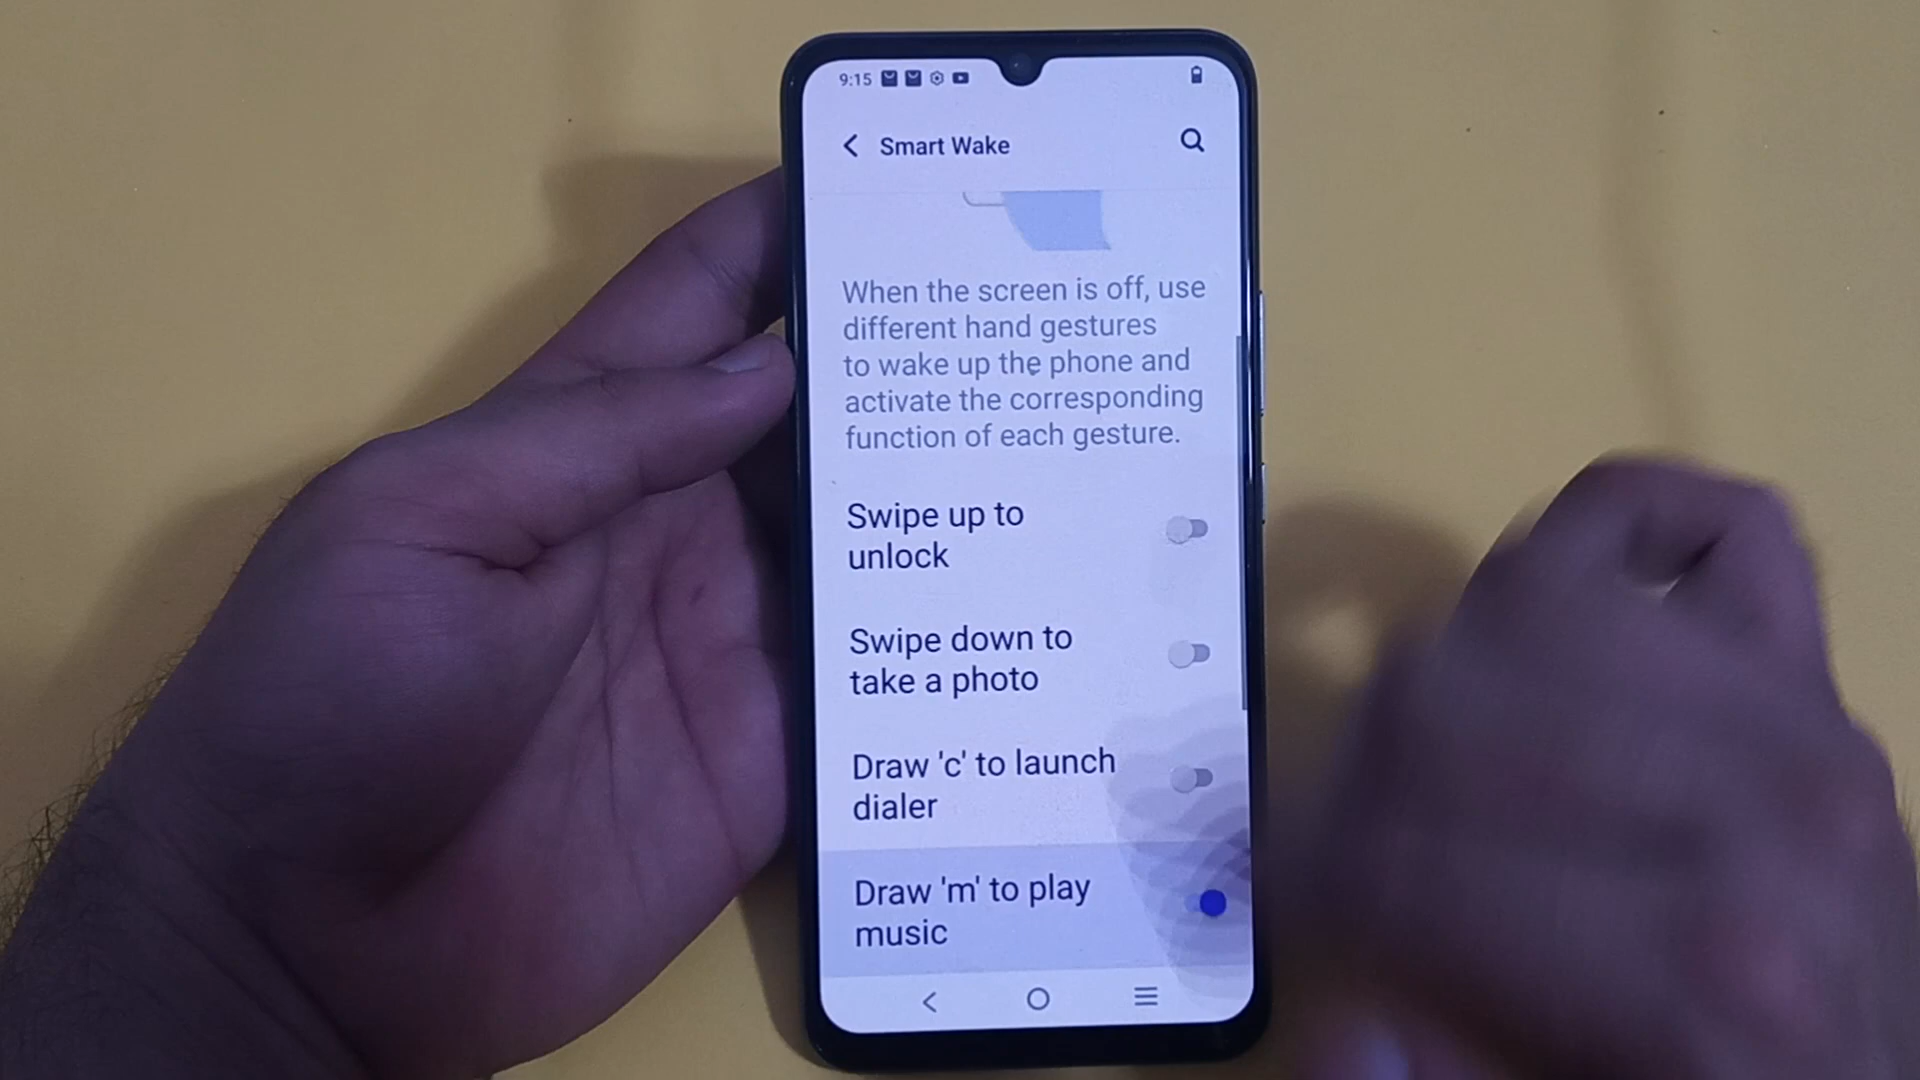 9:15
Smart Wake
When the screen is off, use
different hand gestures
to wake up the phone and
activate the corresponding
function of each gesture.
Swipe up to
unlock
Swipe down to
take a photo
Draw 'c' to launch
dialer
Draw 'm' to play
music